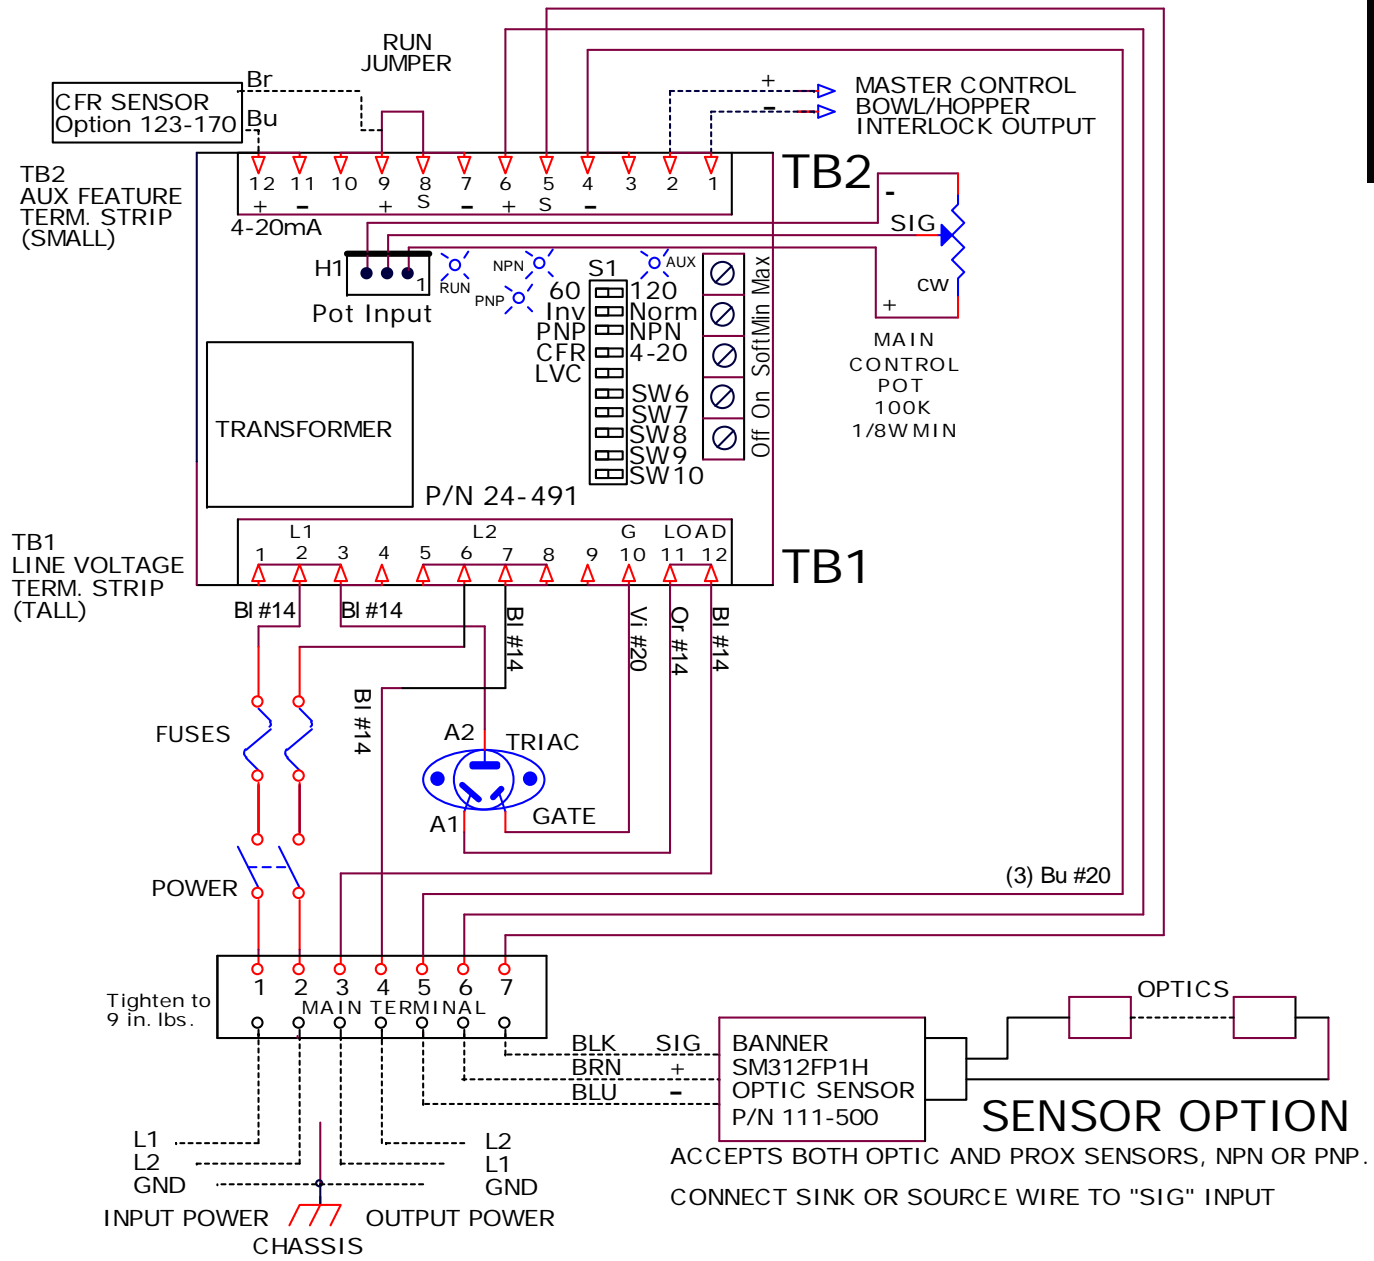 RUN
JUMPER
Br
CFR SENSOR
Option 123-170
Bu
+
-
MASTER CONTROL
BOWL/HOPPER
INTERLOCK OUTPUT
TB2
AUX FEATURE
TERM. STRIP
(SMALL)
12 11 10 9 8 7 6 5 4 3 2 1
+ - + S - + S -
4-20mA
TB2
-
SIG
CW
+
MAIN
CONTROL
POT
100K
1/8W MIN
H1
1
Pot Input
RUN
NPN
PNP
AUX
S1
60 120
Inv Norm
PNP NPN
CFR 4-20
LVC
SW6
SW7
SW8
SW9
SW10
Off On Soft Min Max
TRANSFORMER
P/N 24-491
TB1
LINE VOLTAGE
TERM. STRIP
(TALL)
L1 L2 G LOAD
1 2 3 4 5 6 7 8 9 10 11 12
TB1
Bl #14
Bl #14
Bl #14
Vi #20
Or #14
Bl #14
Bl #14
FUSES
A2
TRIAC
A1
GATE
POWER
(3) Bu #20
Tighten to
9 in. lbs.
1 2 3 4 5 6 7
MAIN TERMINAL
OPTICS
BLK SIG
BRN +
BLU -
BANNER
SM312FP1H
OPTIC SENSOR
P/N 111-500
SENSOR OPTION
ACCEPTS BOTH OPTIC AND PROX SENSORS, NPN OR PNP.
CONNECT SINK OR SOURCE WIRE TO "SIG" INPUT
L1
L2
GND
L2
L1
GND
INPUT POWER
OUTPUT POWER
CHASSIS